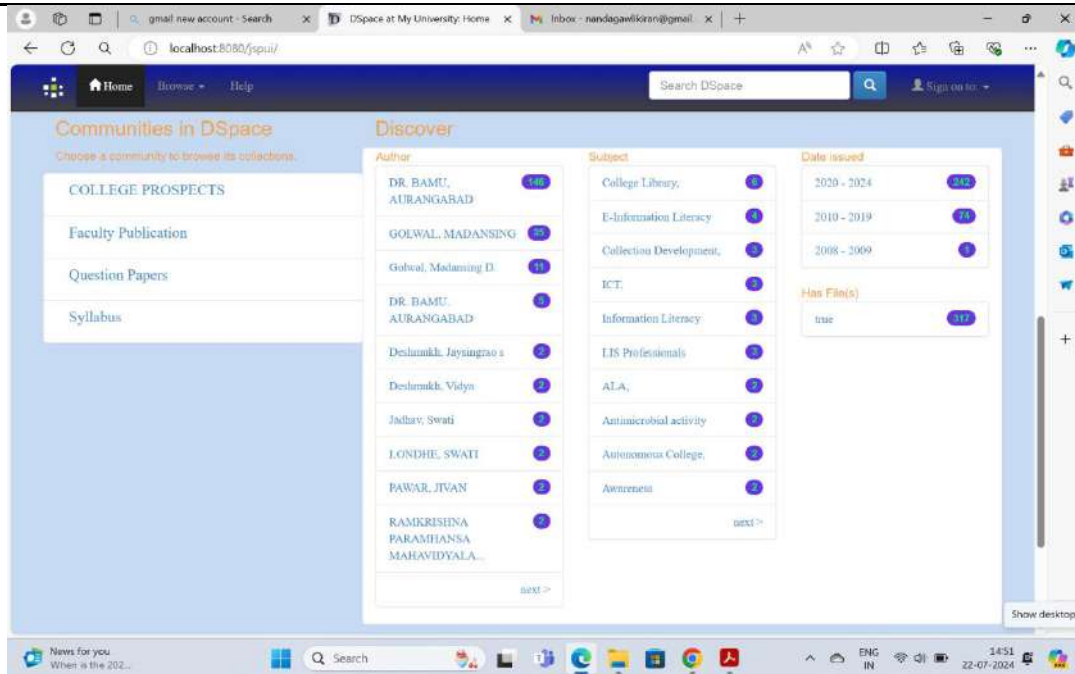 gmail new account - Search
DSpace at My University: Home
Inbox - nandagawlikiran@gmail.
localhost:8080/jspui/
Home
Browse
Help
Search DSpace
Sign on to:
Communities in DSpace
Choose a community to browse its collections.
COLLEGE PROSPECTS
Faculty Publication
Question Papers
Syllabus
Discover
Author
DR. BAMU, 146
AURANGABAD
GOLWAL, MADANSING
Golwal, Madansing D. 11
DR. BAMU. 5
AURANGABAD
Deshmukh, Jaysingrao s 2
Deshmukh, Vidya 2
Jadhav, Swati 2
LONDHE, SWATI 2
PAWAR, JIVAN 2
RAMKRISHNA 2
PARAMHANSA
MAHAVIDYALA...
next >
Subject
College Library, 6
E-Information Literacy 4
Collection Development, 3
ICT, 3
Information Literacy 3
LIS Professionals 3
ALA, 2
Antimicrobial activity 2
Autonomous College, 2
Awareness 2
next >
Date issued
2020 - 2024 242
2010 - 2019 74
2008 - 2009 1
Has File(s)
true 317
Show desktop
News for you
When is the 202...
Search
ENG
IN
14:51
22-07-2024